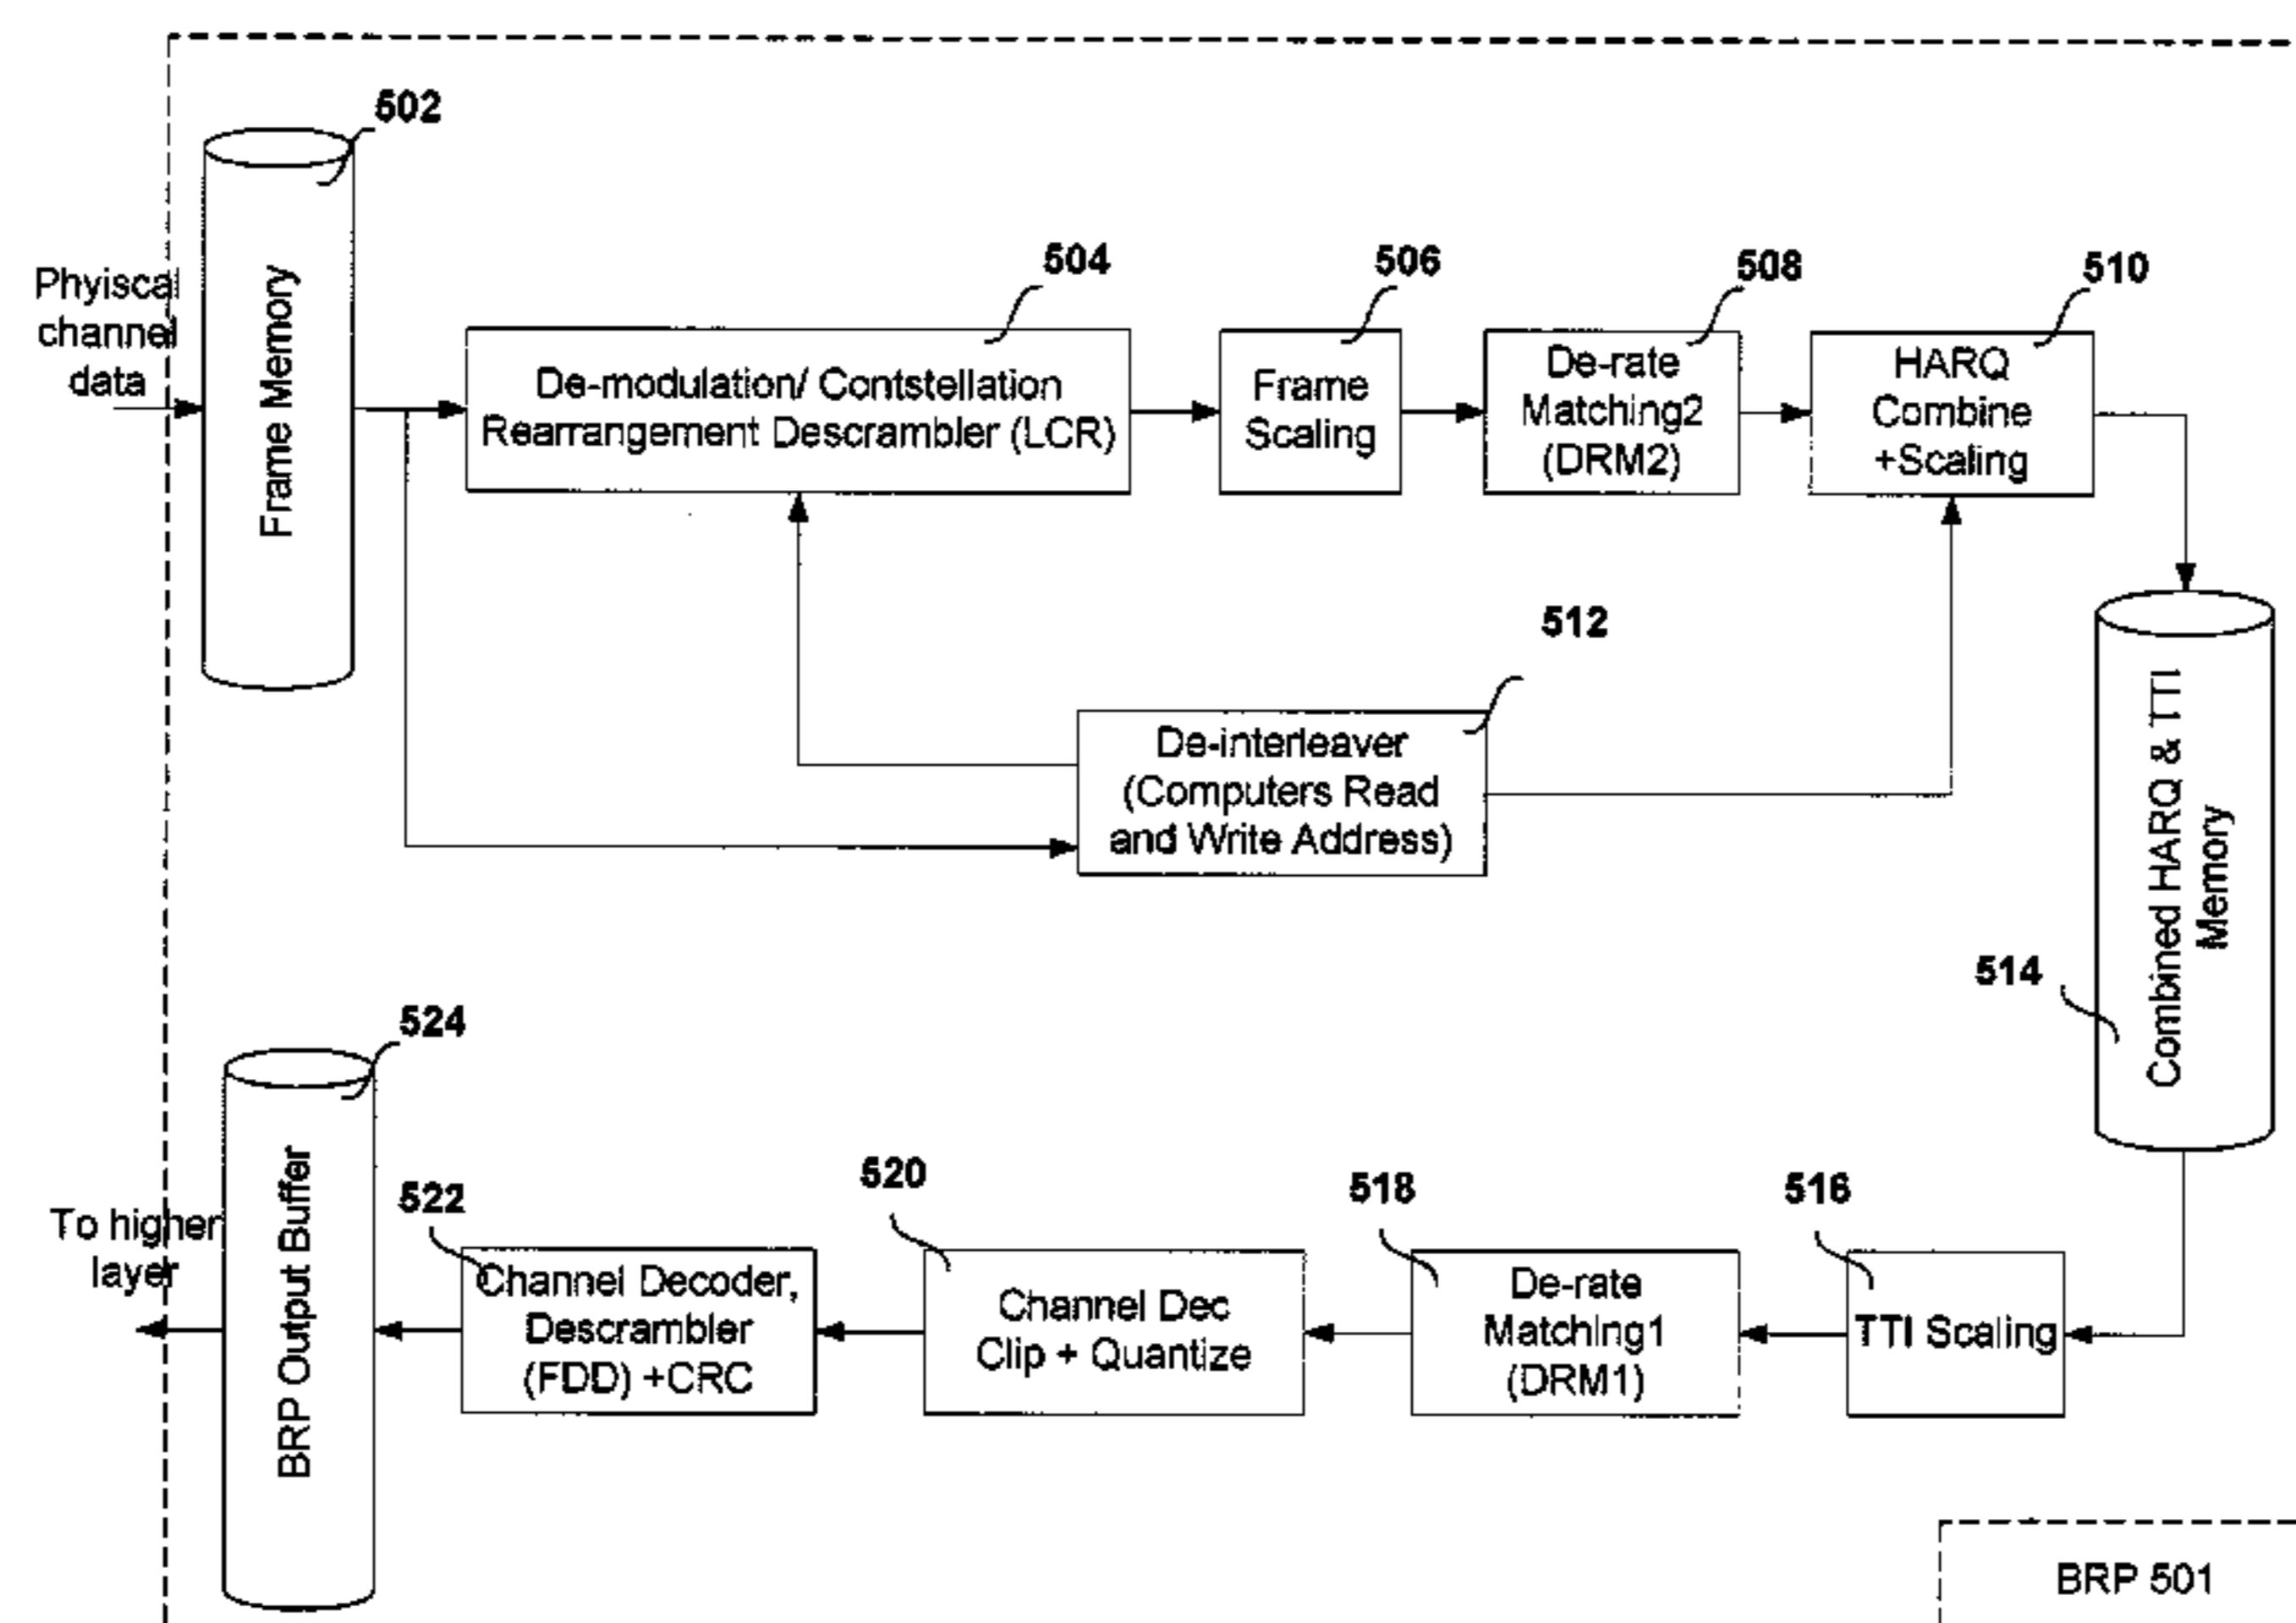 502
Phyiscal
channel
data
Frame Memory
504
De-modulation/ Contstellation
Rearrangement Descrambler (LCR)
506
Frame
Scaling
508
De-rate
Matching2
(DRM2)
510
HARQ
Combine
+Scaling
512
De-interleaver
(Computers Read
and Write Address)
514
Combined HARQ & TTI
Memory
516
TTI Scaling
518
De-rate
Matching1
(DRM1)
520
Channel Dec
Clip + Quantize
522
Channel Decoder,
Descrambler
(FDD) +CRC
524
BRP Output Buffer
To higher
layer
BRP 501